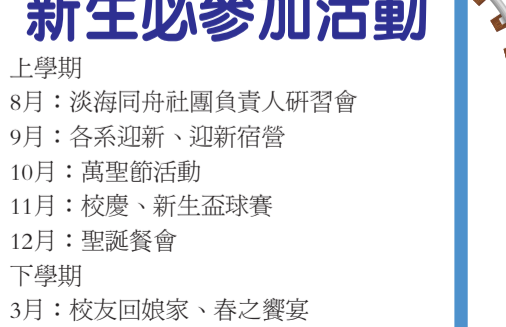 新生必參加活動
上學期
8月：淡海同舟社團負責人研習會
9月：各系迎新、迎新宿營
10月：萬聖節活動
11月：校慶、新生盃球賽
12月：聖誕餐會
下學期
3月：校友回娘家、春之饗宴